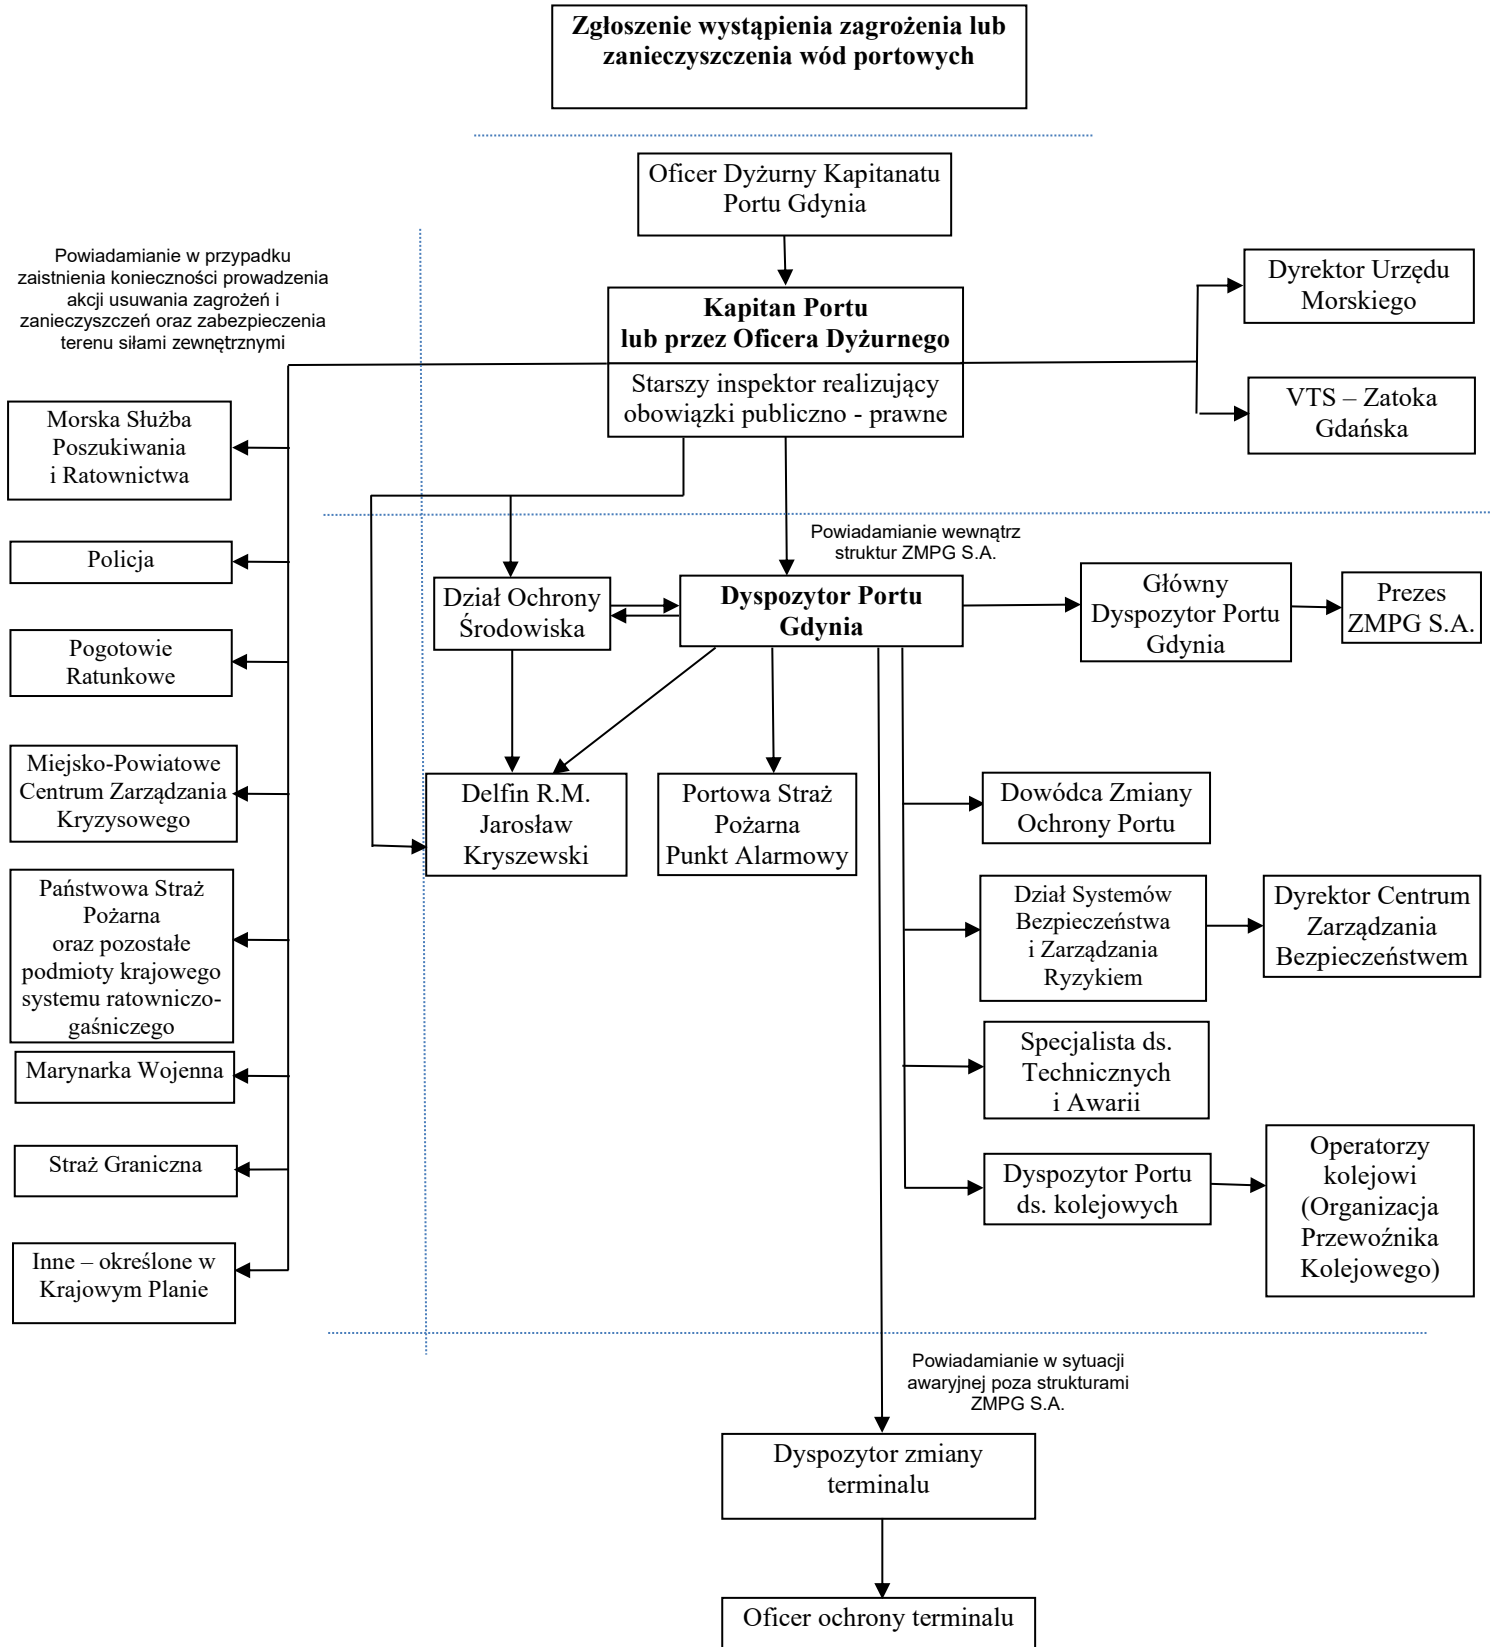 Zgłoszenie wystąpienia zagrożenia lub
zanieczyszczenia wód portowych
Oficer Dyżurny Kapitanatu
Portu Gdynia
Powiadamianie w przypadku
zaistnienia konieczności prowadzenia
akcji usuwania zagrożeń i
zanieczyszczeń oraz zabezpieczenia
terenu siłami zewnętrznymi
Kapitan Portu
lub przez Oficera Dyżurnego
Starszy inspektor realizujący
obowiązki publiczno - prawne
Dyrektor Urzędu
Morskiego
VTS – Zatoka
Gdańska
Morska Służba
Poszukiwania
i Ratownictwa
Policja
Pogotowie
Ratunkowe
Miejsko-Powiatowe
Centrum Zarządzania
Kryzysowego
Państwowa Straż
Pożarna
oraz pozostałe
podmioty krajowego
systemu ratowniczo-
gaśniczego
Marynarka Wojenna
Straż Graniczna
Inne – określone w
Krajowym Planie
Powiadamianie wewnątrz
struktur ZMPG S.A.
Dział Ochrony
Środowiska
Dyspozytor Portu
Gdynia
Główny
Dyspozytor Portu
Gdynia
Prezes
ZMPG S.A.
Delfin R.M.
Jarosław
Kryszewski
Portowa Straż
Pożarna
Punkt Alarmowy
Dowódca Zmiany
Ochrony Portu
Dział Systemów
Bezpieczeństwa
i Zarządzania
Ryzykiem
Dyrektor Centrum
Zarządzania
Bezpieczeństwem
Specjalista ds.
Technicznych
i Awarii
Dyspozytor Portu
ds. kolejowych
Operatorzy
kolejowi
(Organizacja
Przewoźnika
Kolejowego)
Powiadamianie w sytuacji
awaryjnej poza strukturami
ZMPG S.A.
Dyspozytor zmiany
terminalu
Oficer ochrony terminalu